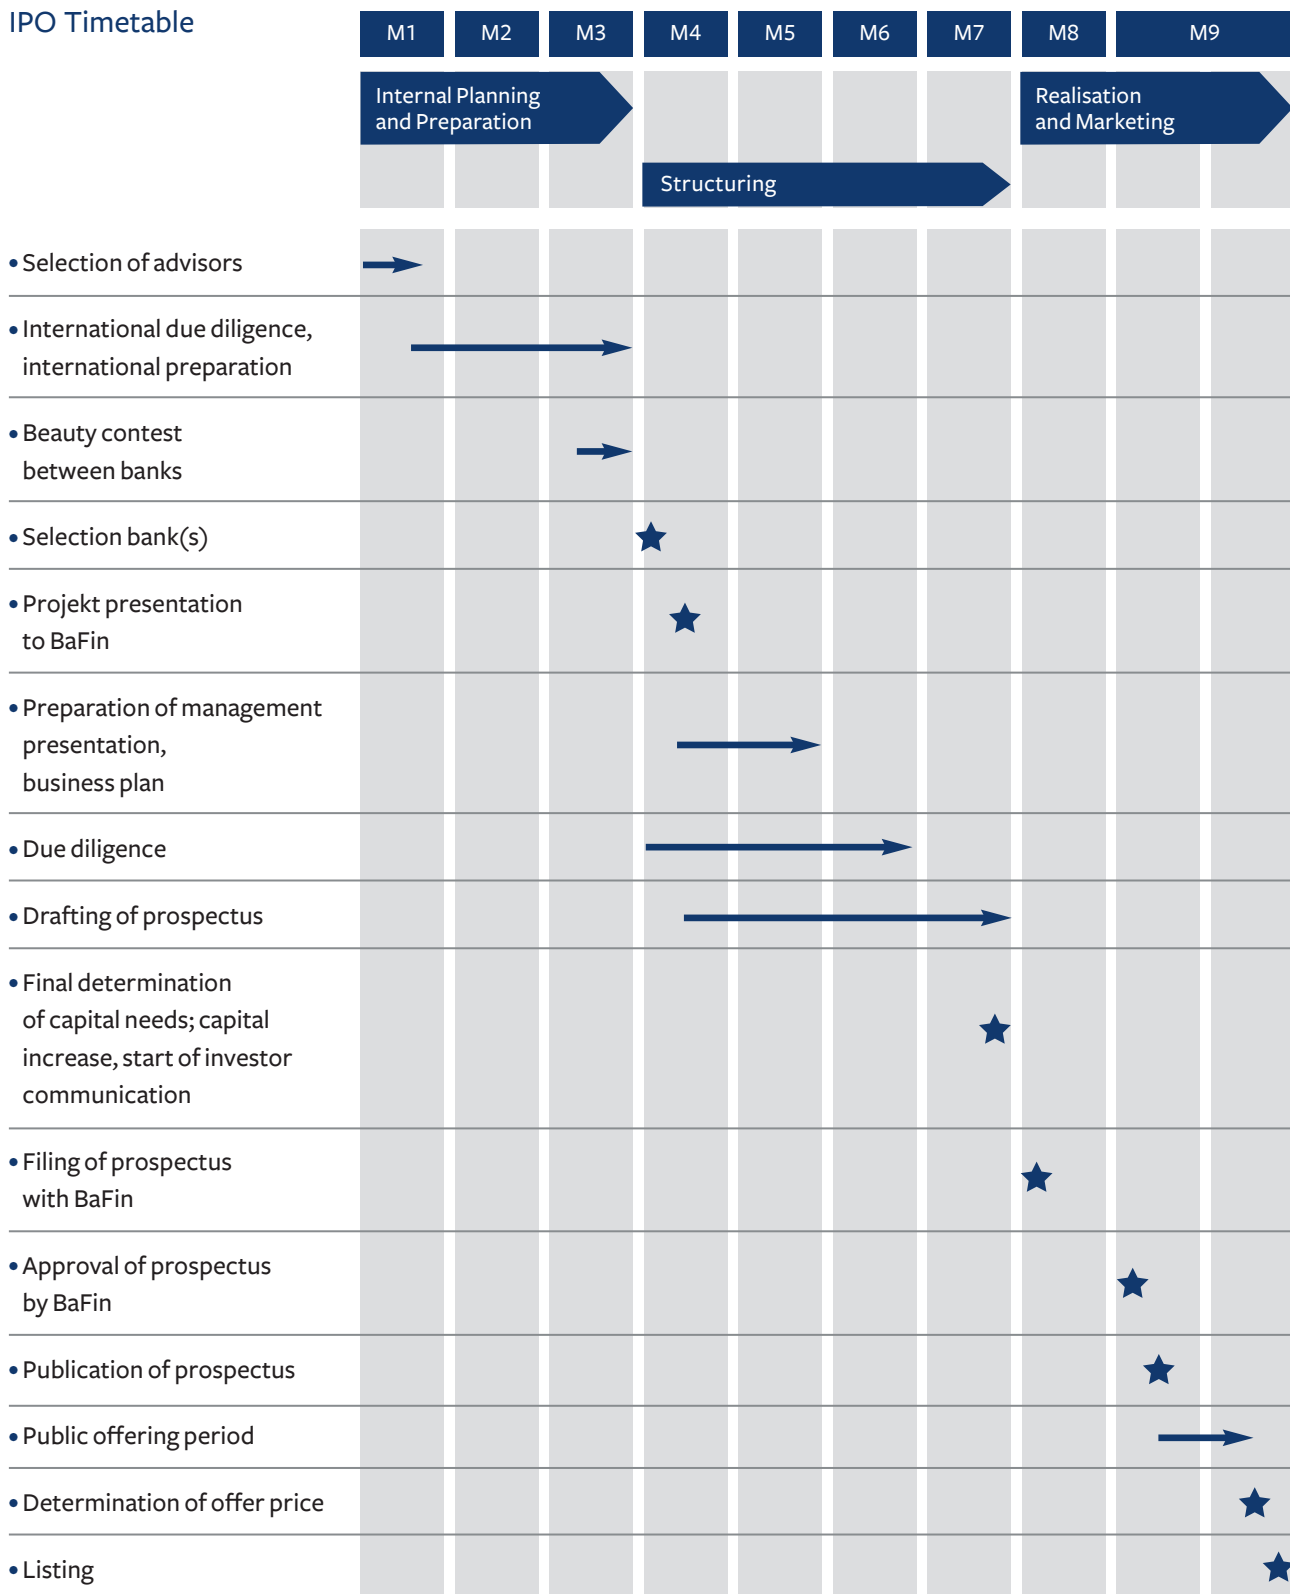 IPO Timetable
M1 M2 M3 M4 M5 M6 M7 M8 M9
Internal Planning
and Preparation
Realisation
and Marketing
Structuring
• Selection of advisors
• International due diligence,
international preparation
• Beauty contest
between banks
• Selection bank(s)
• Projekt presentation
to BaFin
• Preparation of management
presentation,
business plan
• Due diligence
• Drafting of prospectus
• Final determination
of capital needs; capital
increase, start of investor
communication
• Filing of prospectus
with BaFin
• Approval of prospectus
by BaFin
• Publication of prospectus
• Public offering period
• Determination of offer price
• Listing